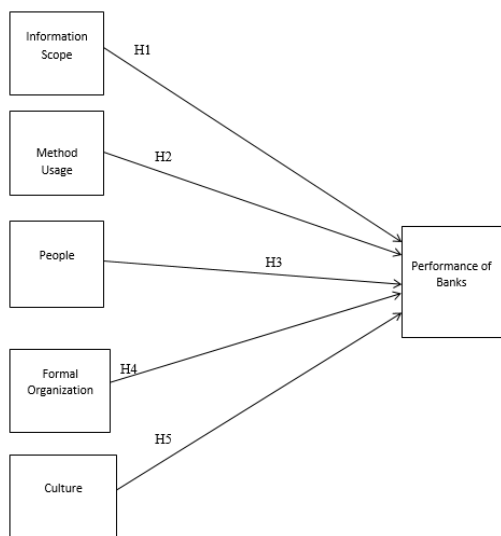 Information
Scope
H1
Method
Usage
H2
People
H3
Performance of
Banks
Formal
Organization
H4
Culture
H5